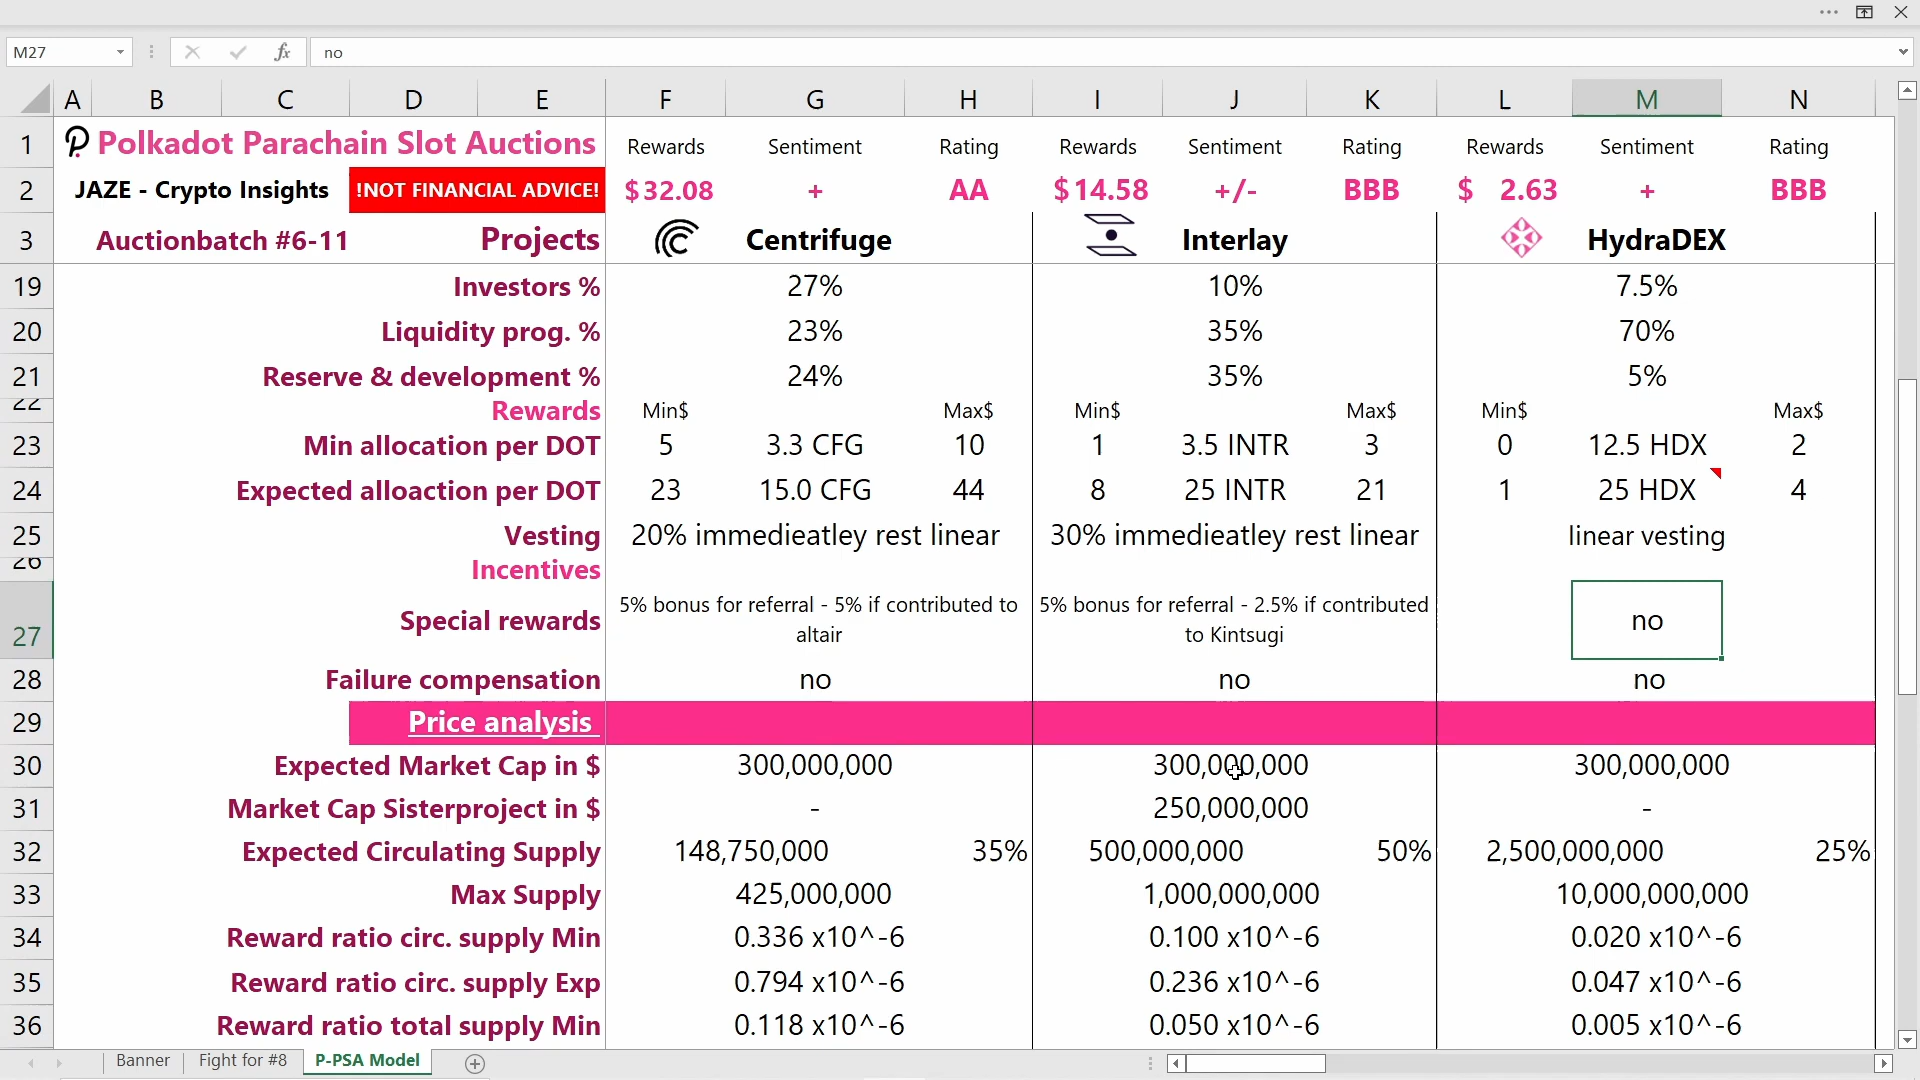 M27 fx no
A B C D E F G H I J K L M N
1 Polkadot Parachain Slot Auctions Rewards Sentiment Rating Rewards Sentiment Rating Rewards Sentiment Rating
2 JAZE - Crypto Insights !NOT FINANCIAL ADVICE! $32.08 + AA $14.58 +/- BBB $ 2.63 + BBB
3 Auctionbatch #6-11 Projects Centrifuge Interlay HydraDEX
19 Investors % 27% 10% 7.5%
20 Liquidity prog. % 23% 35% 70%
21 Reserve & development % 24% 35% 5%
22 Rewards Min$ Max$ Min$ Max$ Min$ Max$
23 Min allocation per DOT 5 3.3 CFG 10 1 3.5 INTR 3 0 12.5 HDX 2
24 Expected alloaction per DOT 23 15.0 CFG 44 8 25 INTR 21 1 25 HDX 4
25 Vesting 20% immedieatley rest linear 30% immedieatley rest linear linear vesting
26 Incentives
27 Special rewards 5% bonus for referral - 5% if contributed to altair 5% bonus for referral - 2.5% if contributed to Kintsugi no
28 Failure compensation no no no
29 Price analysis
30 Expected Market Cap in $ 300,000,000 300,000,000 300,000,000
31 Market Cap Sisterproject in $ - 250,000,000 -
32 Expected Circulating Supply 148,750,000 35% 500,000,000 50% 2,500,000,000 25%
33 Max Supply 425,000,000 1,000,000,000 10,000,000,000
34 Reward ratio circ. supply Min 0.336 x10^-6 0.100 x10^-6 0.020 x10^-6
35 Reward ratio circ. supply Exp 0.794 x10^-6 0.236 x10^-6 0.047 x10^-6
36 Reward ratio total supply Min 0.118 x10^-6 0.050 x10^-6 0.005 x10^-6
Banner Fight for #8 P-PSA Model